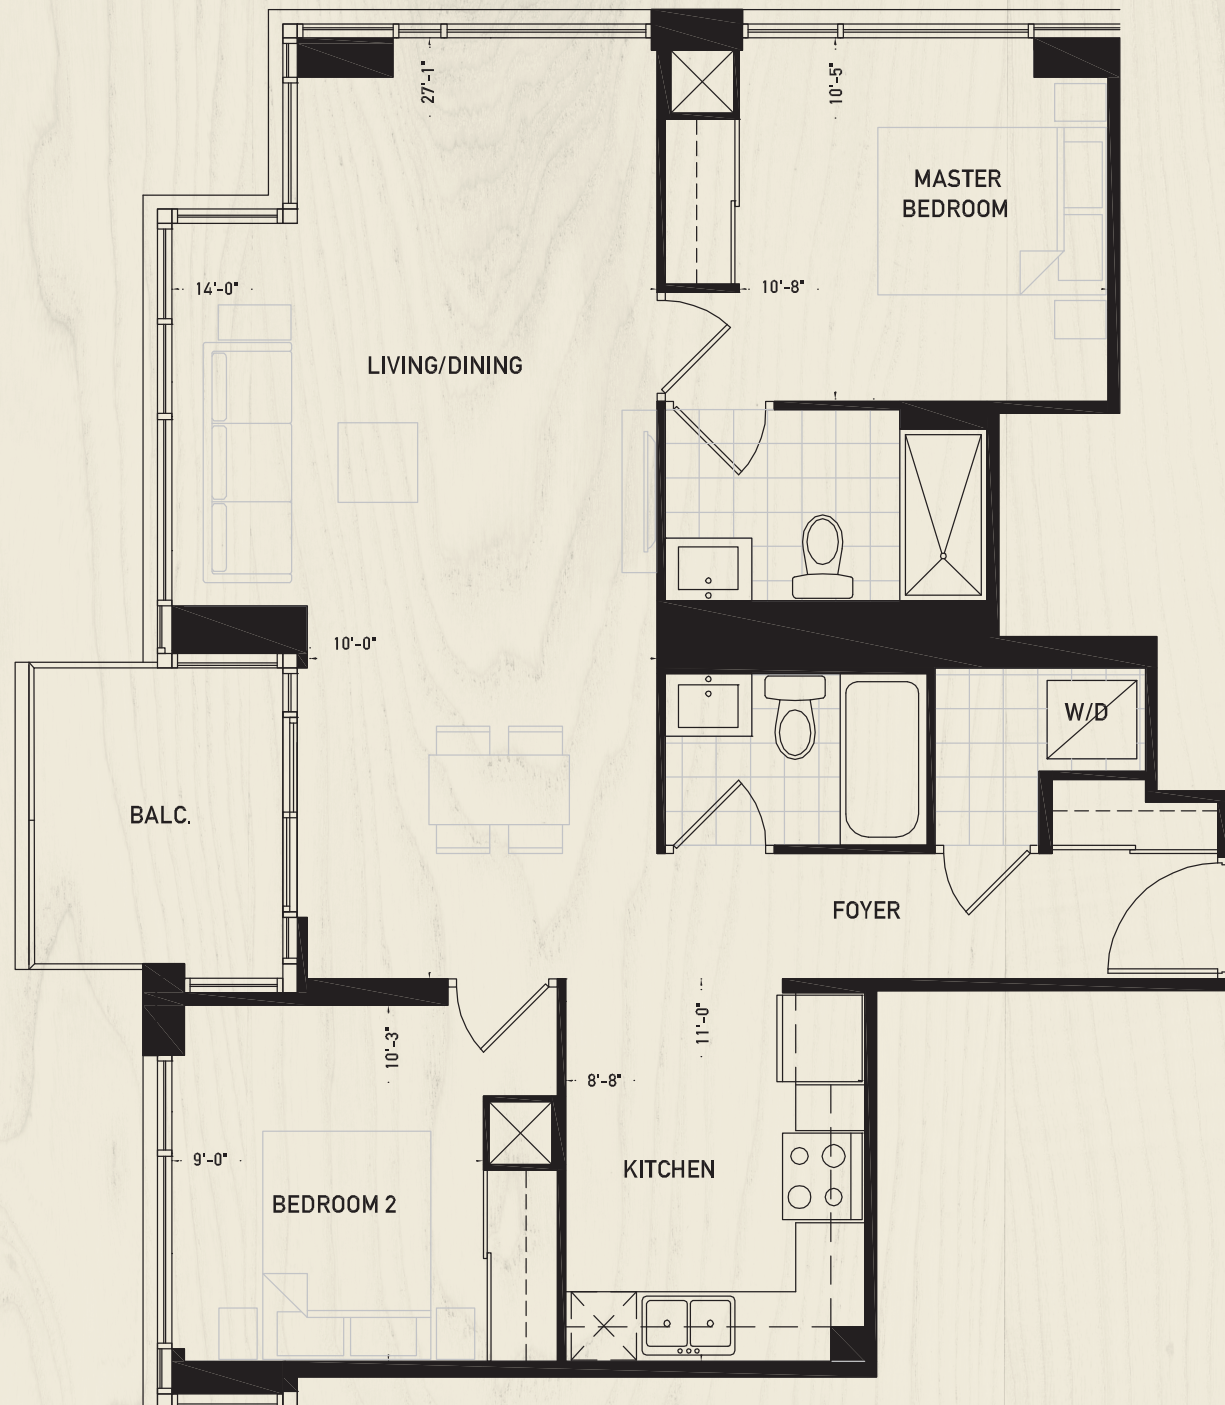 27'-1"
10'-5"
MASTER
BEDROOM
14'-0"
10'-8"
LIVING/DINING
10'-0"
W/D
BALC.
FOYER
11'-0"
10'-3"
8'-8"
9'-0"
KITCHEN
BEDROOM 2